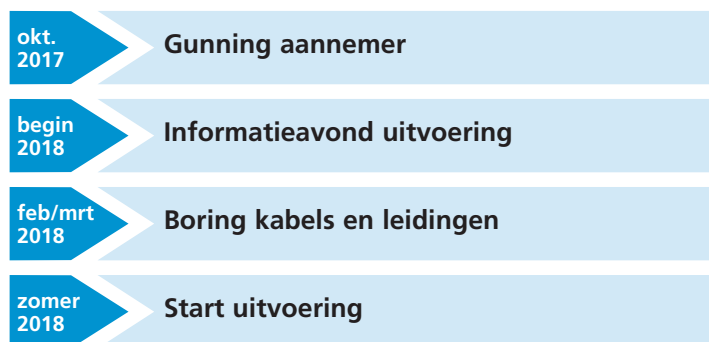 okt.
2017
Gunning aannemer
begin
2018
Informatieavond uitvoering
feb/mrt
2018
Boring kabels en leidingen
zomer
2018
Start uitvoering